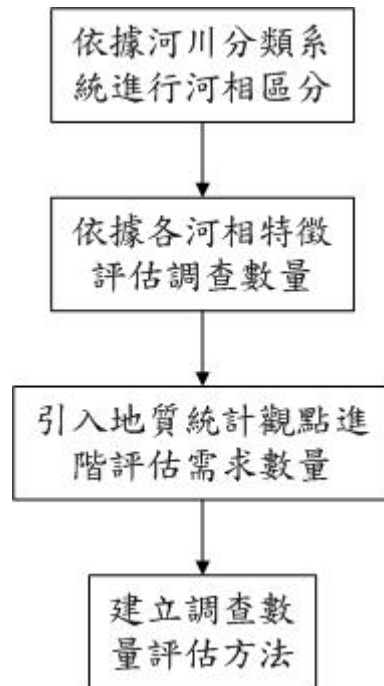 依據河川分類系
統進行河相區分
依據各河相特徵
評估調查數量
引入地質統計觀點進
階評估需求數量
建立調查數
量評估方法